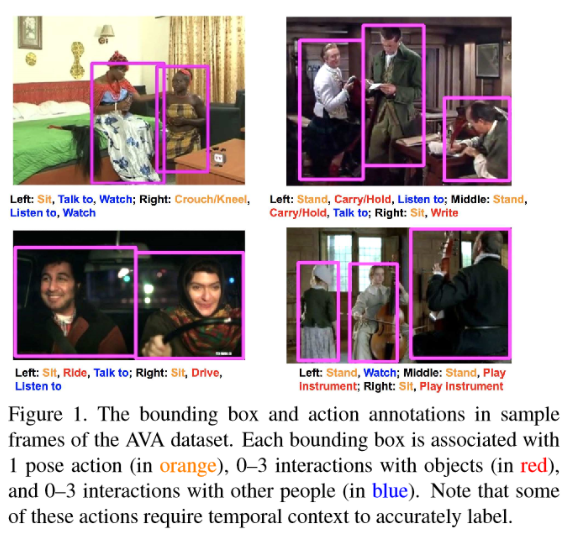 Left: Sit, Talk to, Watch; Right: Crouch/Kneel,
Listen to, Watch
Left: Stand, Carry/Hold, Listen to; Middle: Stand,
Carry/Hold, Talk to; Right: Sit, Write
Left: Sit, Ride, Talk to; Right: Sit, Drive,
Listen to
Left: Stand, Watch; Middle: Stand, Play
Instrument; Right: Sit, Play Instrument
Figure 1. The bounding box and action annotations in sample
frames of the AVA dataset. Each bounding box is associated with
1 pose action (in orange), 0–3 interactions with objects (in red),
and 0–3 interactions with other people (in blue). Note that some
of these actions require temporal context to accurately label.